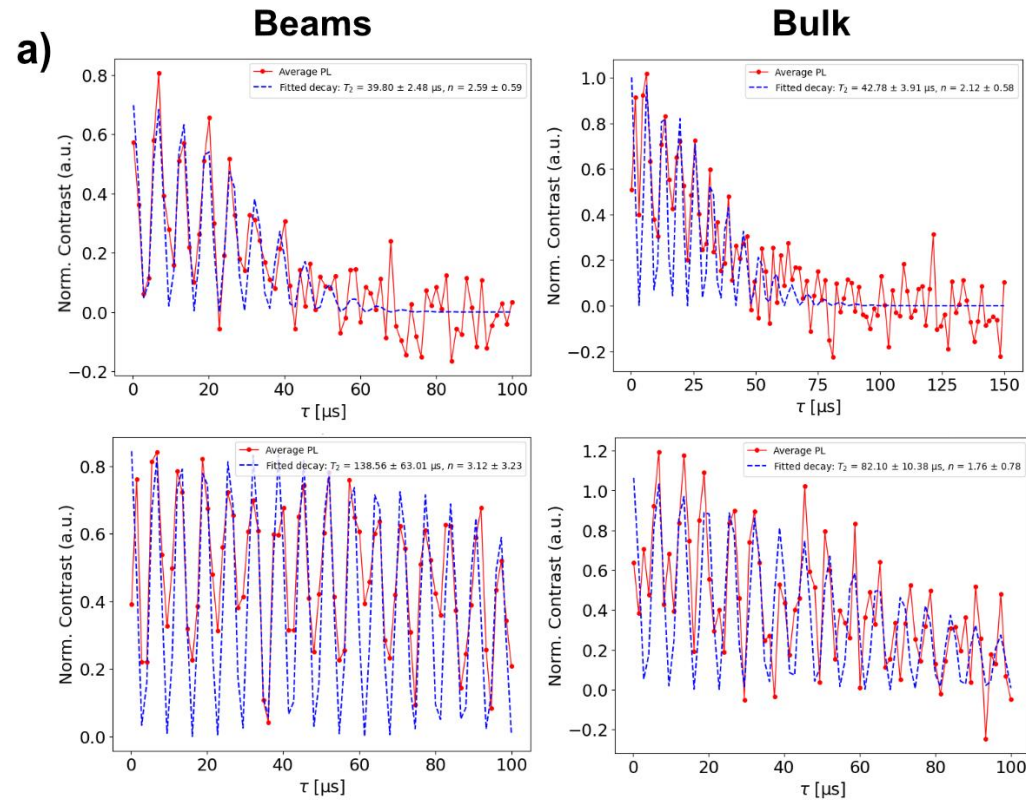 Beams
Bulk
a)
Average PL
Fitted decay: T₂ = 39.80 ± 2.48 µs, n = 2.59 ± 0.59
Norm. Contrast (a.u.)
0.8
0.6
0.4
0.2
0.0
−0.2
0 20 40 60 80 100
τ [µs]
Average PL
Fitted decay: T₂ = 42.78 ± 3.91 µs, n = 2.12 ± 0.58
Norm. Contrast (a.u.)
1.0
0.8
0.6
0.4
0.2
0.0
−0.2
0 25 50 75 100 125 150
τ [µs]
Average PL
Fitted decay: T₂ = 138.56 ± 63.01 µs, n = 3.12 ± 3.23
Norm. Contrast (a.u.)
0.8
0.6
0.4
0.2
0.0
0 20 40 60 80 100
τ [µs]
Average PL
Fitted decay: T₂ = 82.10 ± 10.38 µs, n = 1.76 ± 0.78
Norm. Contrast (a.u.)
1.2
1.0
0.8
0.6
0.4
0.2
0.0
−0.2
0 20 40 60 80 100
τ [µs]